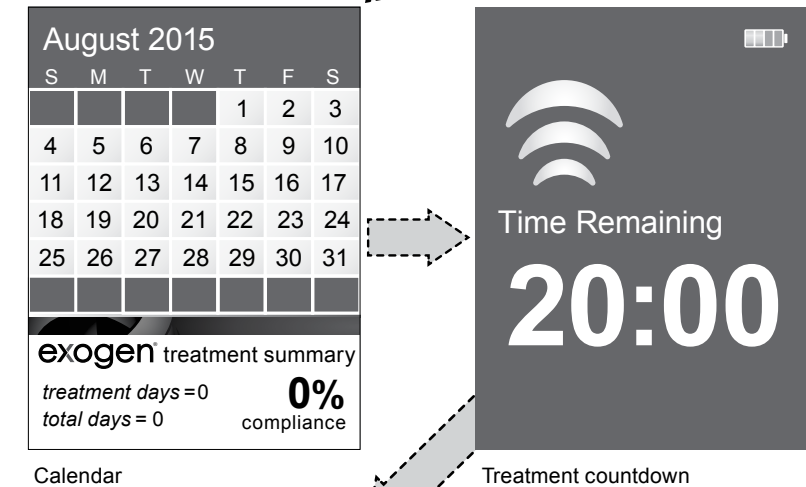 August 2015
S M T W T F S
1 2 3
4 5 6 7 8 9 10
11 12 13 14 15 16 17
18 19 20 21 22 23 24
25 26 27 28 29 30 31
exogen® treatment summary
treatment days = 0
total days = 0
0%
compliance
Calendar
Time Remaining
20:00
Treatment countdown